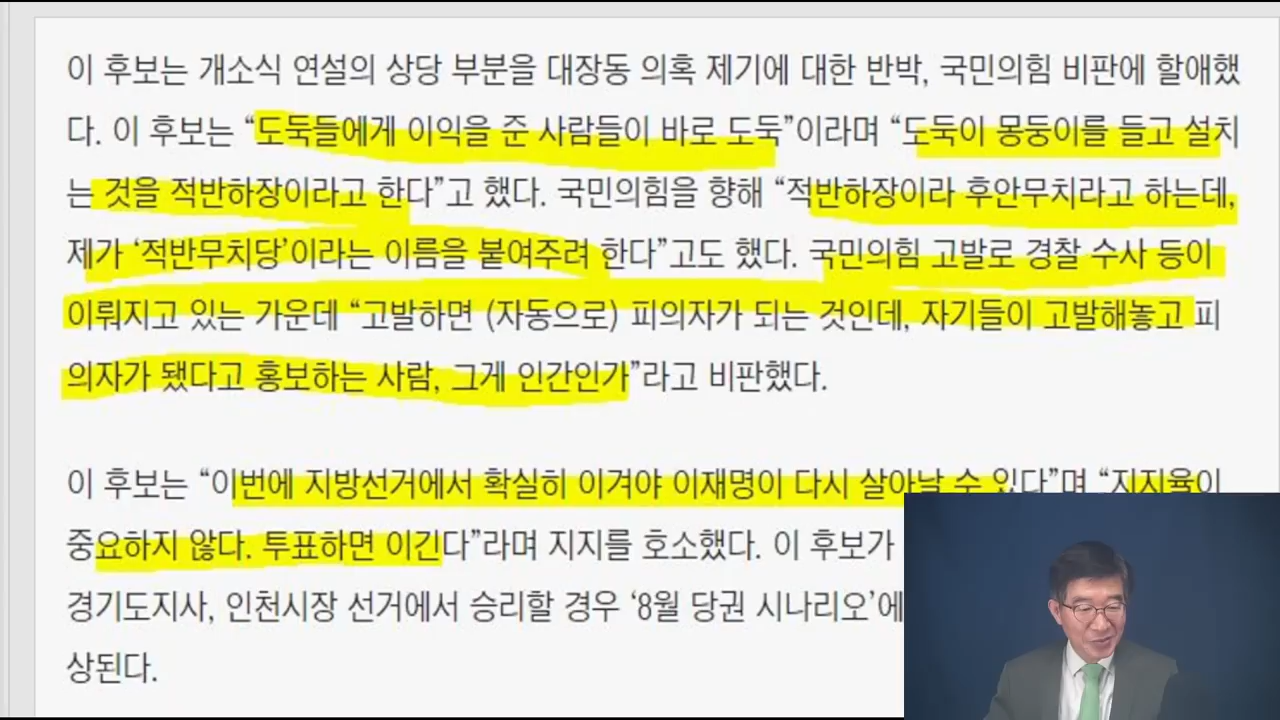 이 후보는 개소식 연설의 상당 부분을 대장동 의혹 제기에 대한 반박, 국민의힘 비판에 할애했
다. 이 후보는 “도둑들에게 이익을 준 사람들이 바로 도둑”이라며 “도둑이 몽둥이를 들고 설치
는 것을 적반하장이라고 한다”고 했다. 국민의힘을 향해 “적반하장이라 후안무치라고 하는데,
제가 ‘적반무치당’이라는 이름을 붙여주려 한다”고도 했다. 국민의힘 고발로 경찰 수사 등이
이뤄지고 있는 가운데 “고발하면 (자동으로) 피의자가 되는 것인데, 자기들이 고발해놓고 피
의자가 됐다고 홍보하는 사람, 그게 인간인가”라고 비판했다.
이 후보는 “이번에 지방선거에서 확실히 이겨야 이재명이 다시 살아날 수 있다”며 “지지율이
중요하지 않다. 투표하면 이긴다”라며 지지를 호소했다. 이 후보가
경기도지사, 인천시장 선거에서 승리할 경우 ‘8월 당권 시나리오’에
상된다.